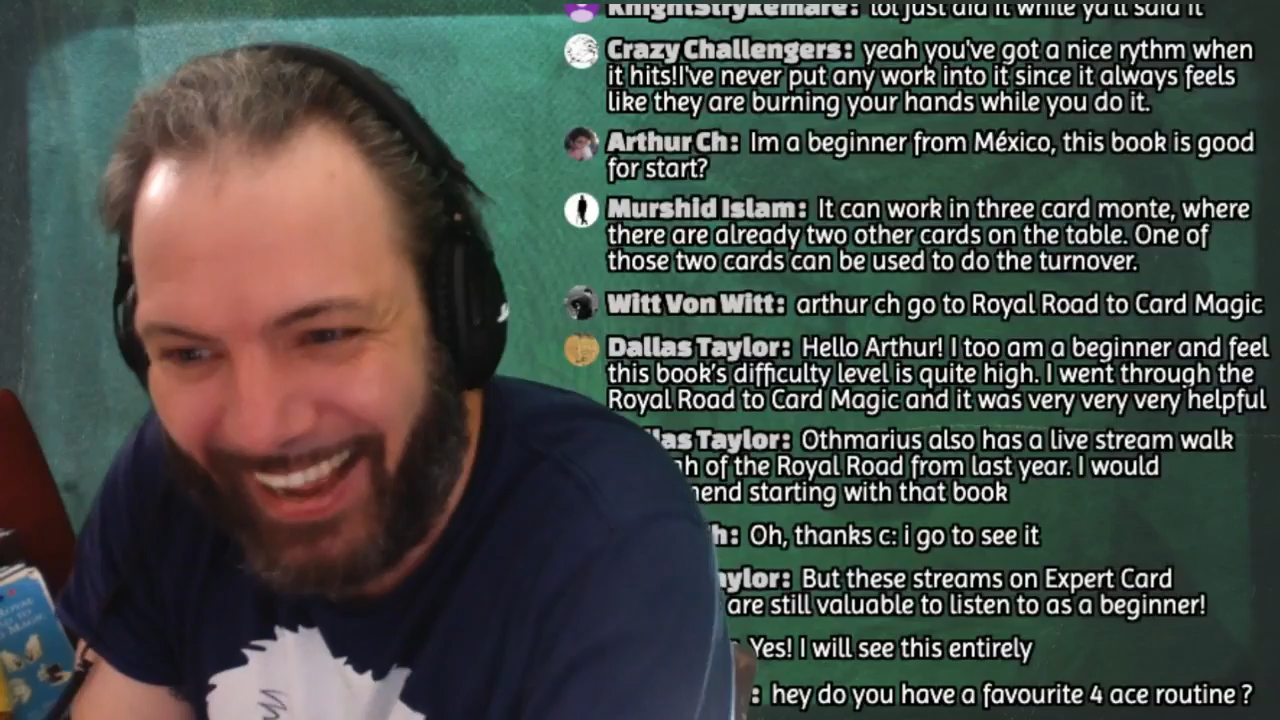 KnightStrykemare: lol just did it while ya'll said it
Crazy Challengers: yeah you've got a nice rythm when
it hits!I've never put any work into it since it always feels
like they are burning your hands while you do it.
Arthur Ch: Im a beginner from México, this book is good
for start?
Murshid Islam: It can work in three card monte, where
there are already two other cards on the table. One of
those two cards can be used to do the turnover.
Witt Von Witt: arthur ch go to Royal Road to Card Magic
Dallas Taylor: Hello Arthur! I too am a beginner and feel
this book's difficulty level is quite high. I went through the
Royal Road to Card Magic and it was very very very helpful
las Taylor: Othmarius also has a live stream walk
h of the Royal Road from last year. I would
end starting with that book
h: Oh, thanks c: i go to see it
aylor: But these streams on Expert Card
are still valuable to listen to as a beginner!
Yes! I will see this entirely
: hey do you have a favourite 4 ace routine ?